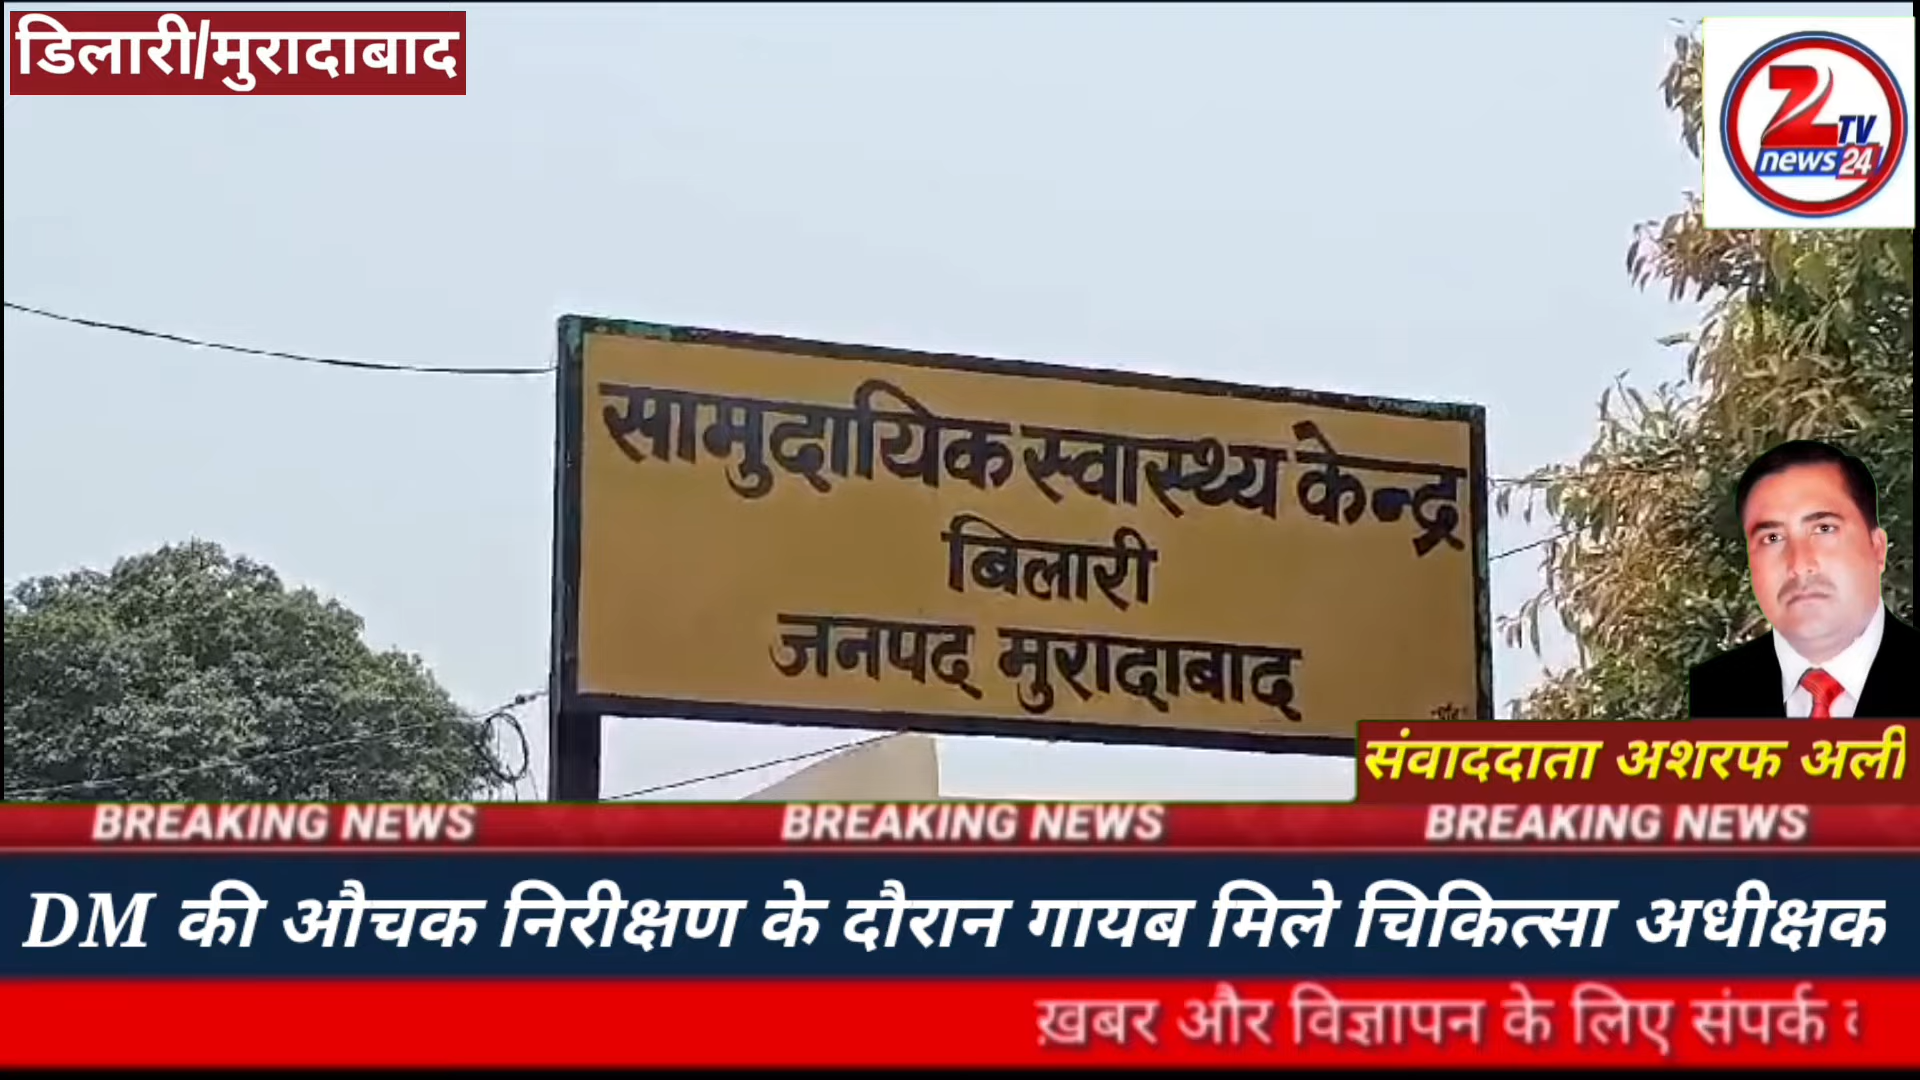 डिलारी/मुरादाबाद
Z TV
news 24
सामुदायिक स्वास्थ्य केन्द्र
बिलारी
जनपद मुरादाबाद
संवाददाता अशरफ अली
BREAKING NEWS BREAKING NEWS BREAKING NEWS
DM की औचक निरीक्षण के दौरान गायब मिले चिकित्सा अधीक्षक
ख़बर और विज्ञापन के लिए संपर्क